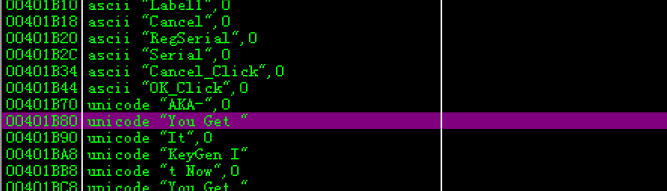 00401B10 ascii "Label1",0
00401B18 ascii "Cancel",0
00401B20 ascii "RegSerial",0
00401B2C ascii "Serial",0
00401B34 ascii "Cancel_Click",0
00401B44 ascii "OK_Click",0
00401B70 unicode "AKA-",0
00401B80 unicode "You Get "
00401B90 unicode "It",0
00401BA8 unicode "KeyGen I"
00401BB8 unicode "t Now",0
00401BC8 unicode "You Get "